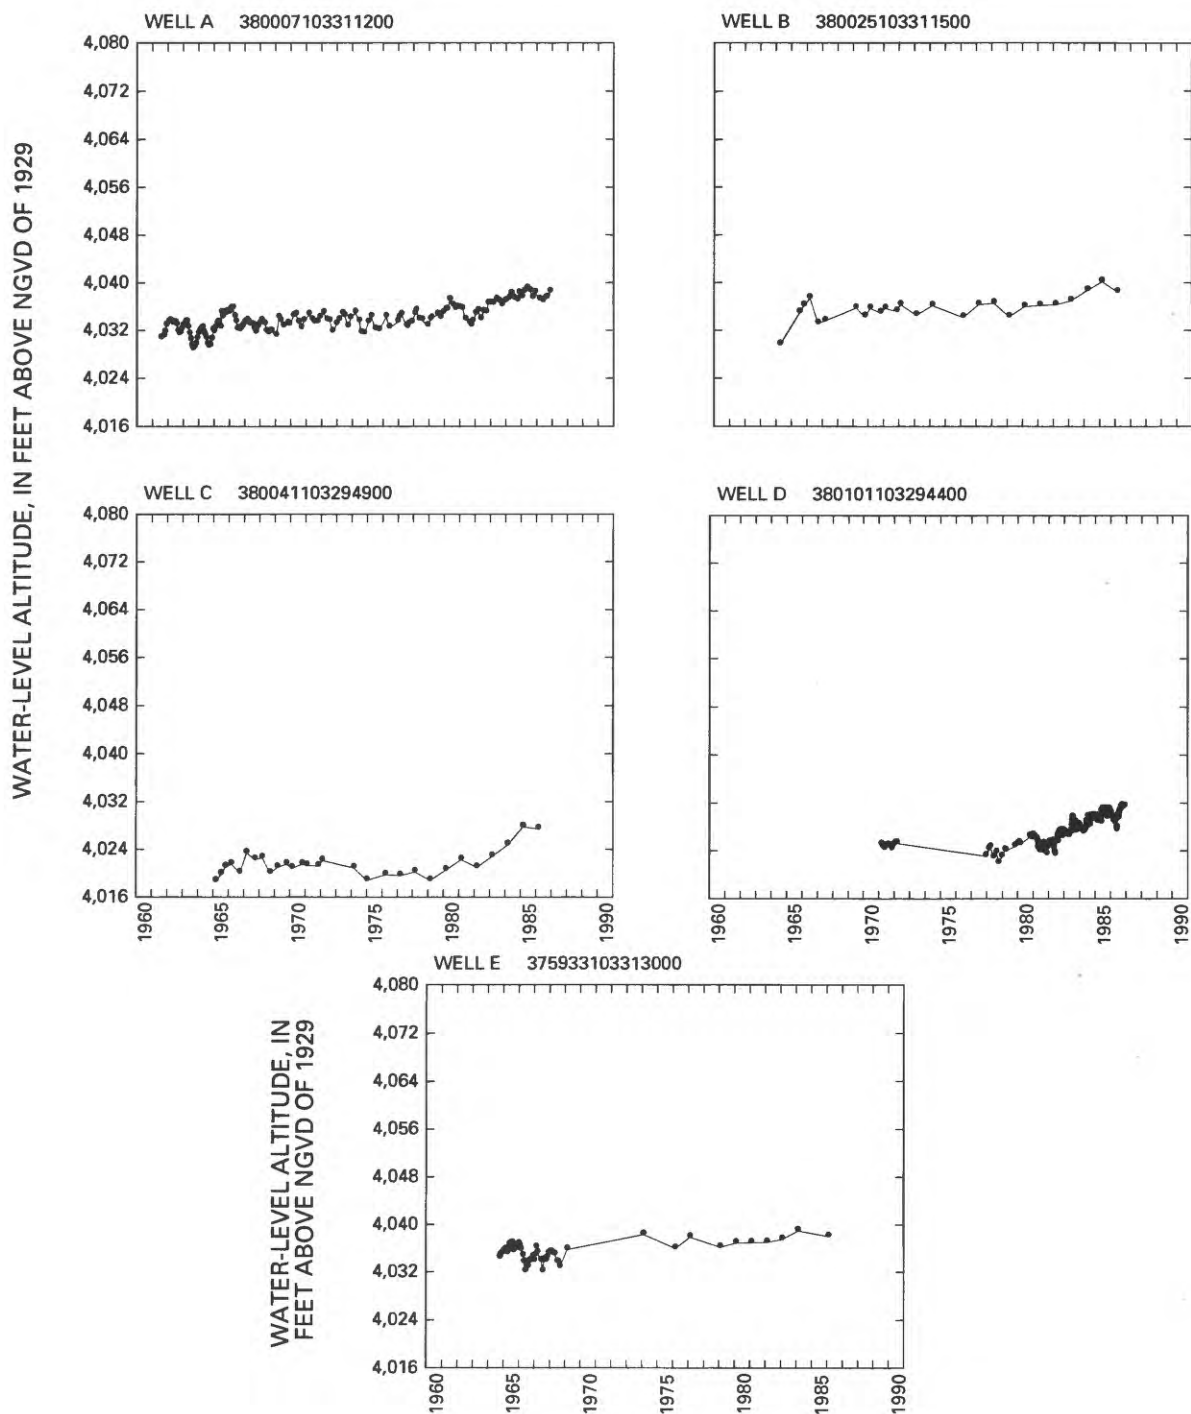 WELL A 380007103311200
WELL B 380025103311500
4,080
4,072
4,064
4,056
4,048
4,040
4,032
4,024
4,016
WATER-LEVEL ALTITUDE, IN FEET ABOVE NGVD OF 1929
WELL C 380041103294900
WELL D 380101103294400
4,080
4,072
4,064
4,056
4,048
4,040
4,032
4,024
4,016
1960 1965 1970 1975 1980 1985 1990
1960 1965 1970 1975 1980 1985 1990
WELL E 375933103313000
4,080
4,072
4,064
4,056
4,048
4,040
4,032
4,024
4,016
WATER-LEVEL ALTITUDE, IN
FEET ABOVE NGVD OF 1929
1960 1965 1970 1975 1980 1985 1990